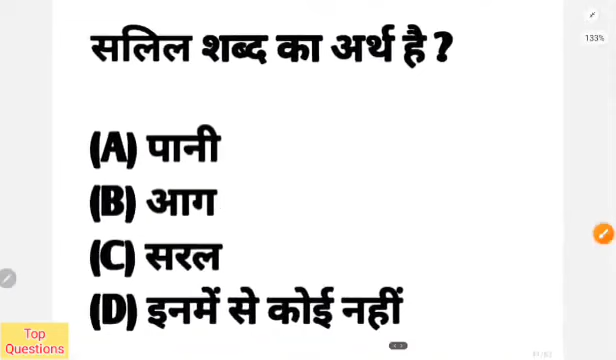 सलिल शब्द का अर्थ है ?
133%
(A) पानी
(B) आग
(C) सरल
(D) इनमें से कोई नहीं
Top
Questions